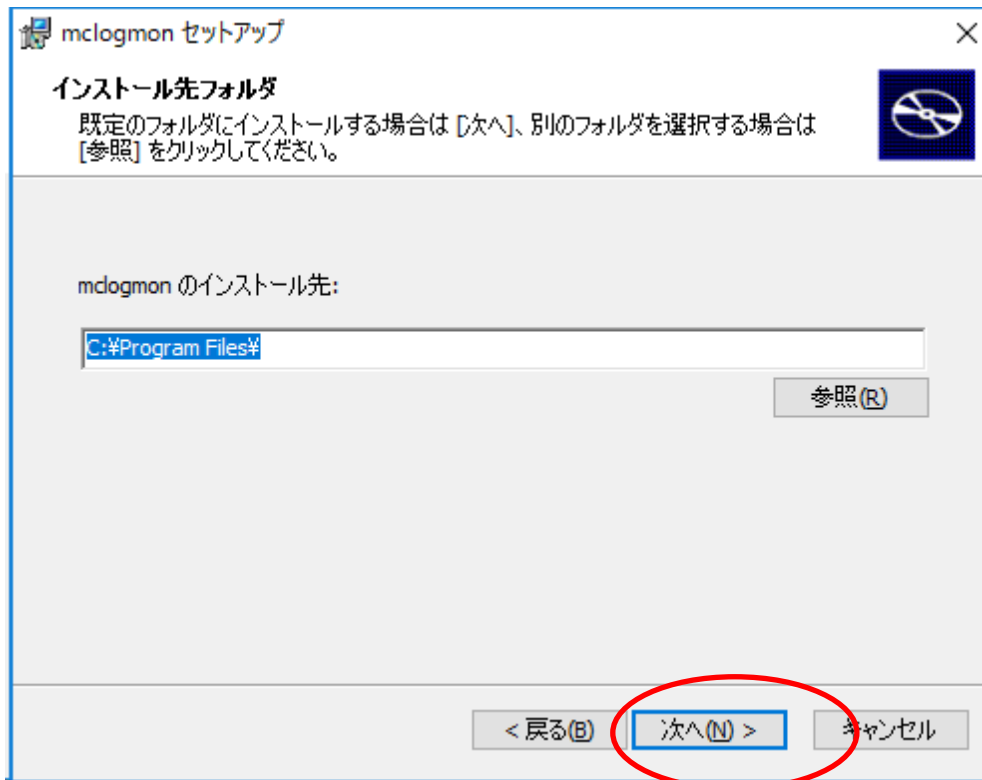 mclogmon セットアップ
インストール先フォルダ
既定のフォルダにインストールする場合は [次へ]、別のフォルダを選択する場合は
[参照] をクリックしてください。
mclogmon のインストール先:
C:¥Program Files¥
参照(R)
< 戻る(B)
次へ(N) >
キャンセル